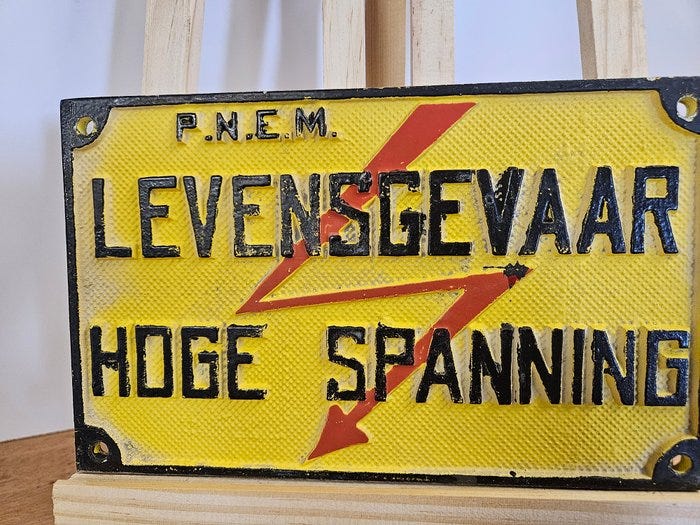 P.N.E.M.
LEVENSGEVAAR
HOGE SPANNING